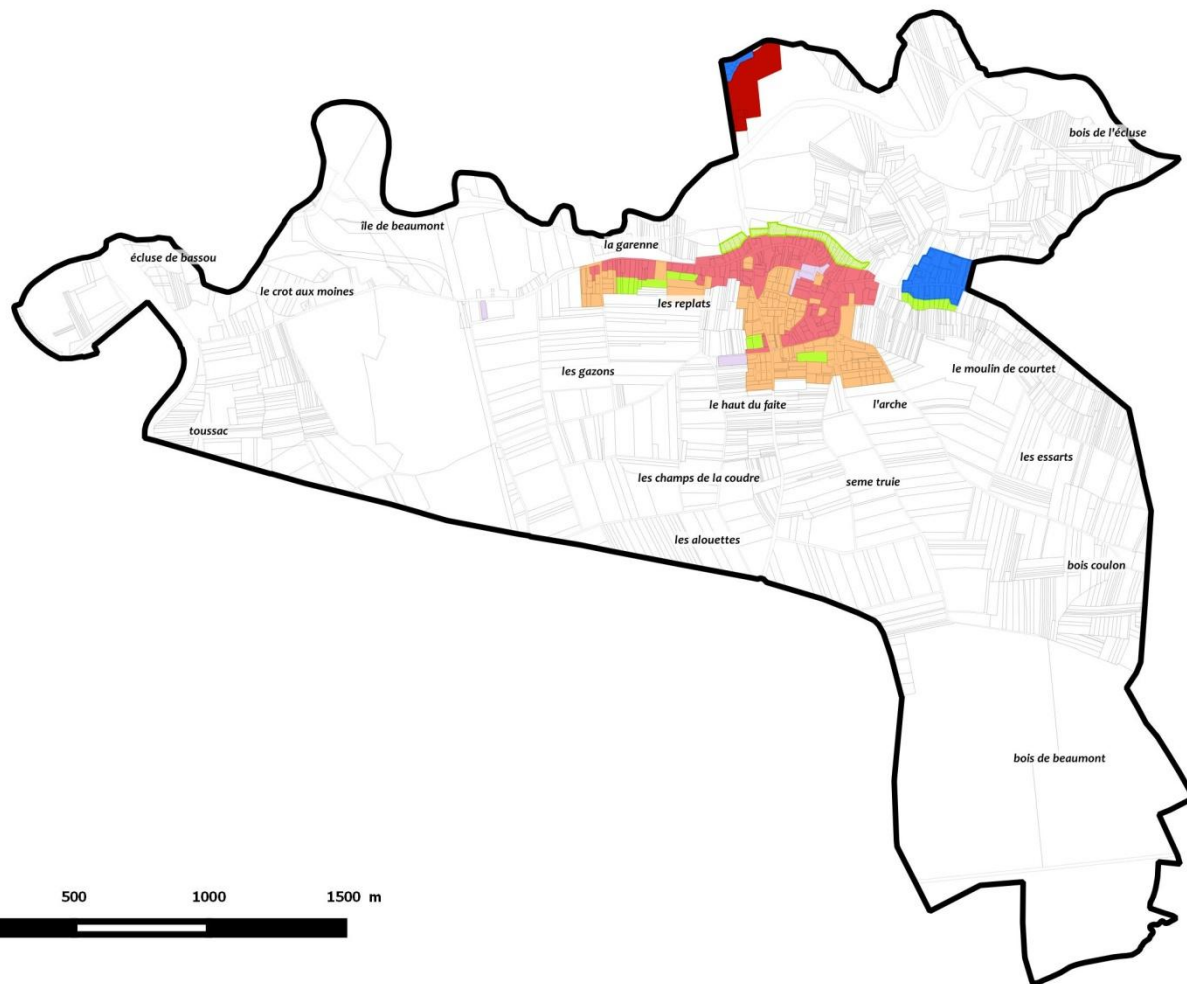 bois de l'écluse
île de beaumont
la garenne
écluse de bassou
le crot aux moines
les replats
les gazons
le moulin de courtet
le haut du faite
l'arche
toussac
les essarts
les champs de la coudre
seme truie
les alouettes
bois coulon
bois de beaumont
500 1000 1500 m